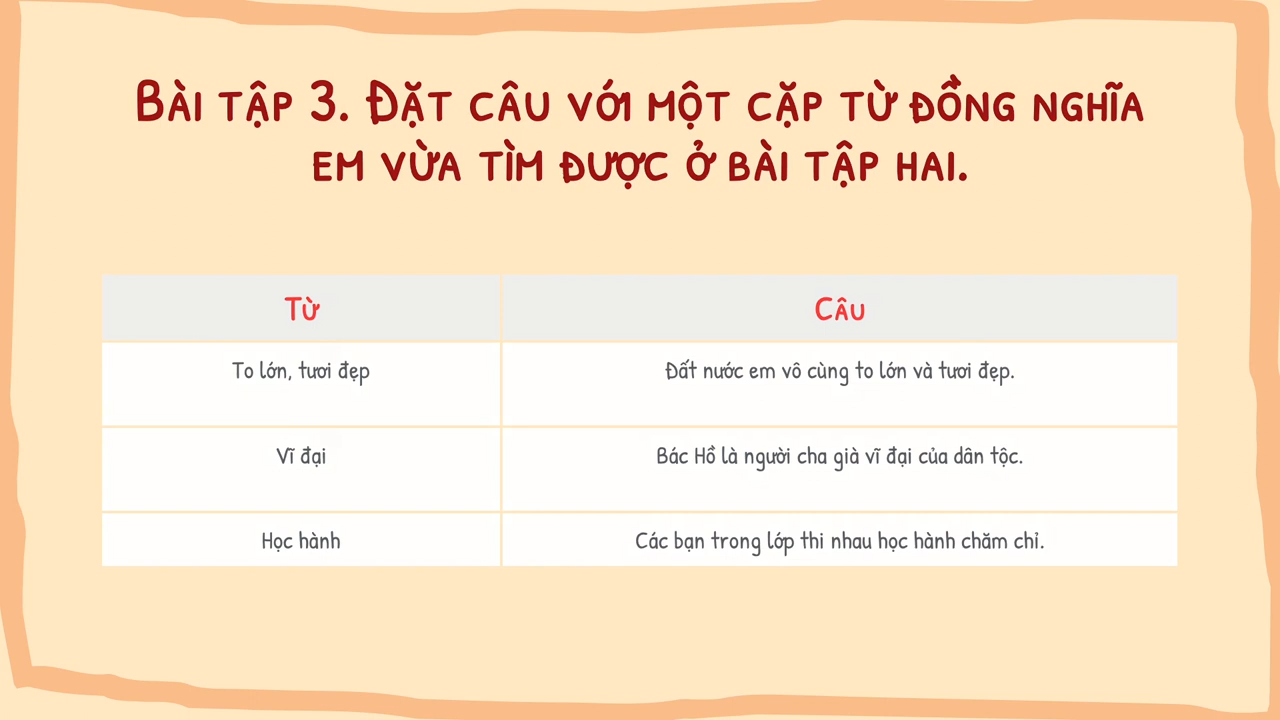 Bài tập 3. Đặt câu với một cặp từ đồng nghĩa
em vừa tìm được ở bài tập hai.
Từ
Câu
To lớn, tươi đẹp
Đất nước em vô cùng to lớn và tươi đẹp.
Vĩ đại
Bác Hồ là người cha già vĩ đại của dân tộc.
Học hành
Các bạn trong lớp thi nhau học hành chăm chỉ.